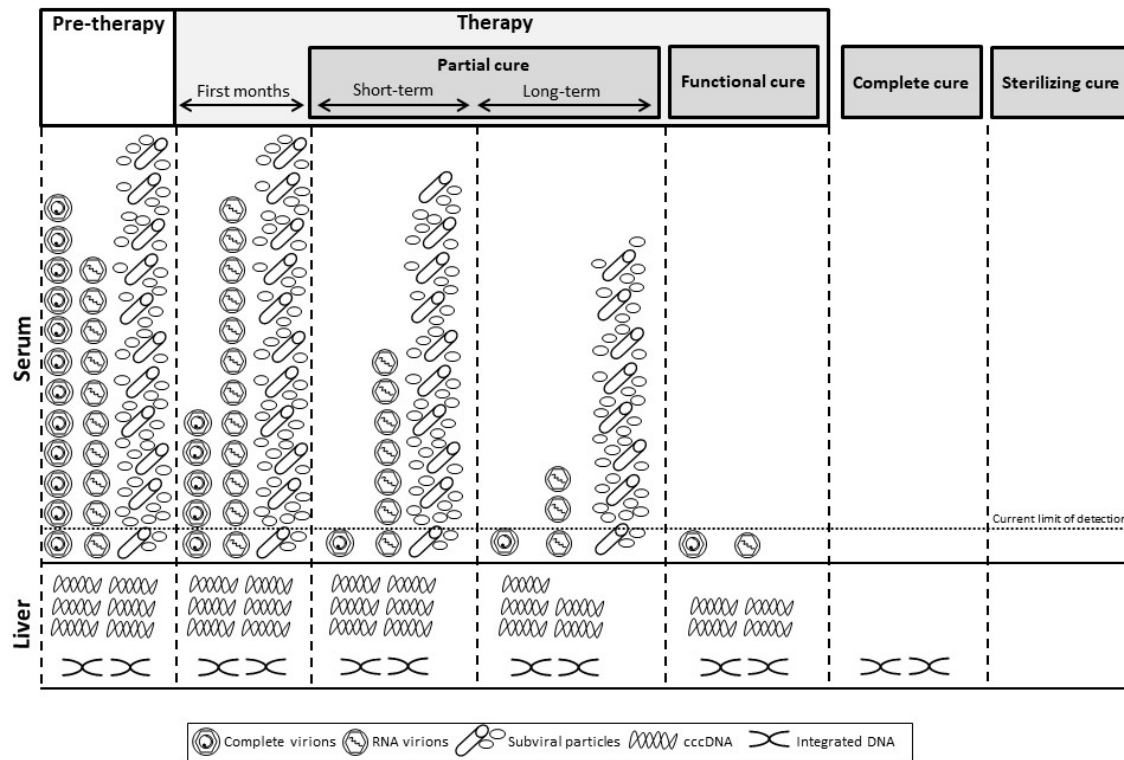 Pre-therapy
Therapy
Partial cure
First months
Short-term
Long-term
Functional cure
Complete cure
Sterilizing cure
Serum
Current limit of detection
Liver
Complete virions
RNA virions
Subviral particles
cccDNA
Integrated DNA